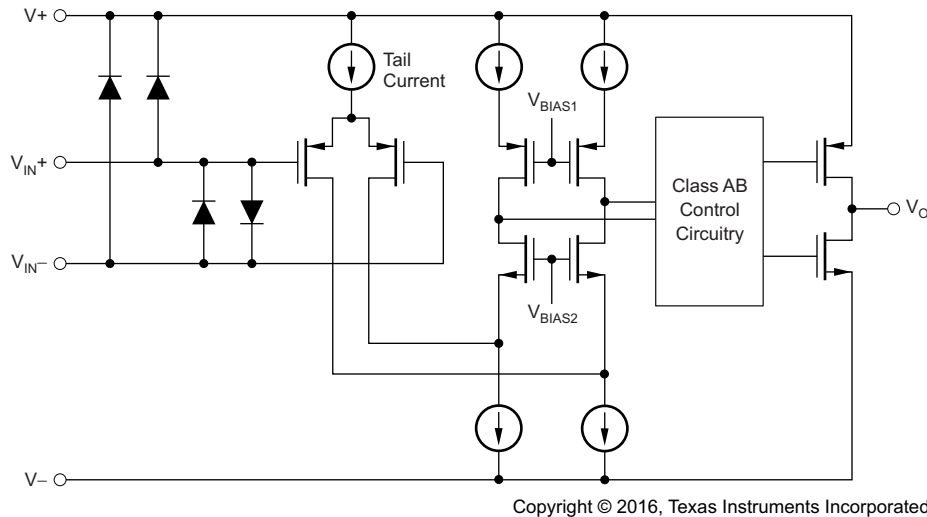 V+
Tail
Current
VBIAS1
VIN+
Class AB
Control
Circuitry
VO
VIN–
VBIAS2
V–
Copyright © 2016, Texas Instruments Incorporated